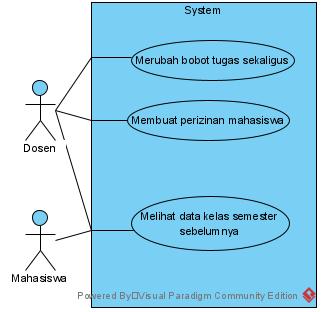 System
Merubah bobot tugas sekaligus
Membuat perizinan mahasiswa
Dosen
Melihat data kelas semester
sebelumnya
Mahasiswa
Powered By Visual Paradigm Community Edition